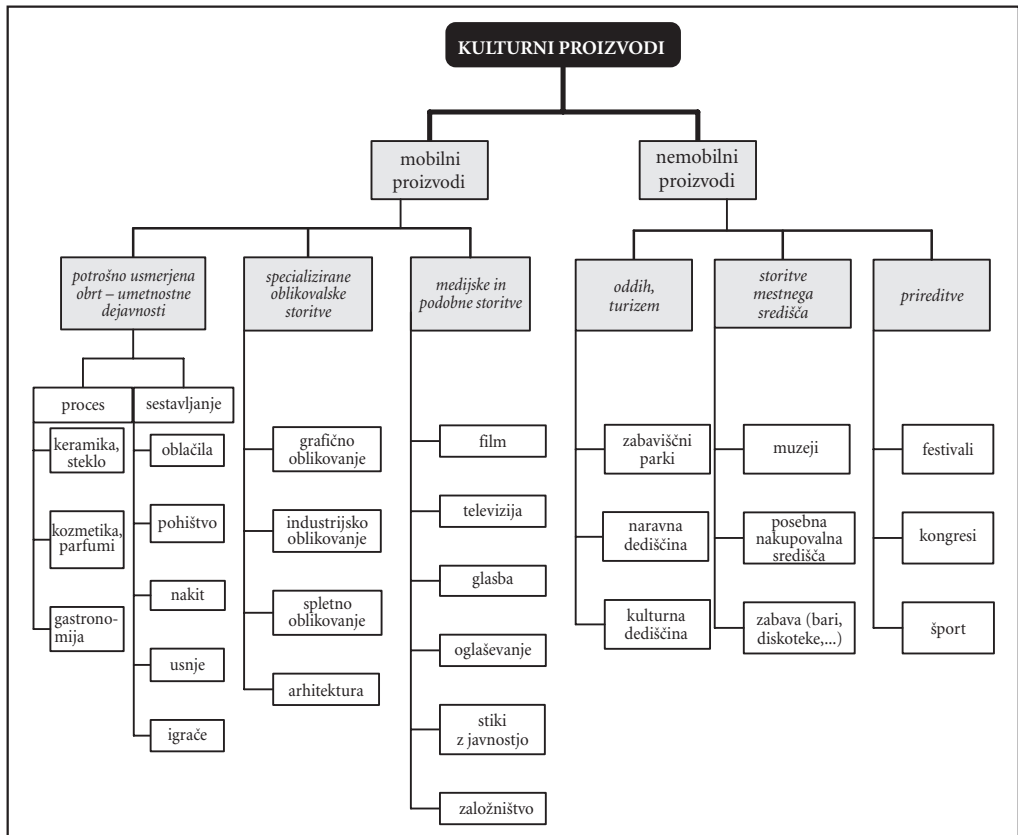 KULTURNI PROIZVODI
mobilni
proizvodi
nemobilni
proizvodi
potrošno usmerjena
obrt – umetnostne
dejavnosti
specializirane
oblikovalske
storitve
medijske in
podobne storitve
oddih,
turizem
storitve
mestnega
središča
prireditve
proces
keramika,
steklo
kozmetika,
parfumi
gastrono-
mija
sestavljanje
oblačila
pohištvo
nakit
usnje
igrače
grafično
oblikovanje
industrijsko
oblikovanje
spletno
oblikovanje
arhitektura
film
televizija
glasba
oglaševanje
stiki
z javnostjo
založništvo
zabaviščni
parki
naravna
dediščina
kulturna
dediščina
muzeji
posebna
nakupovalna
središča
zabava (bari,
diskoteke,...)
festivali
kongresi
šport